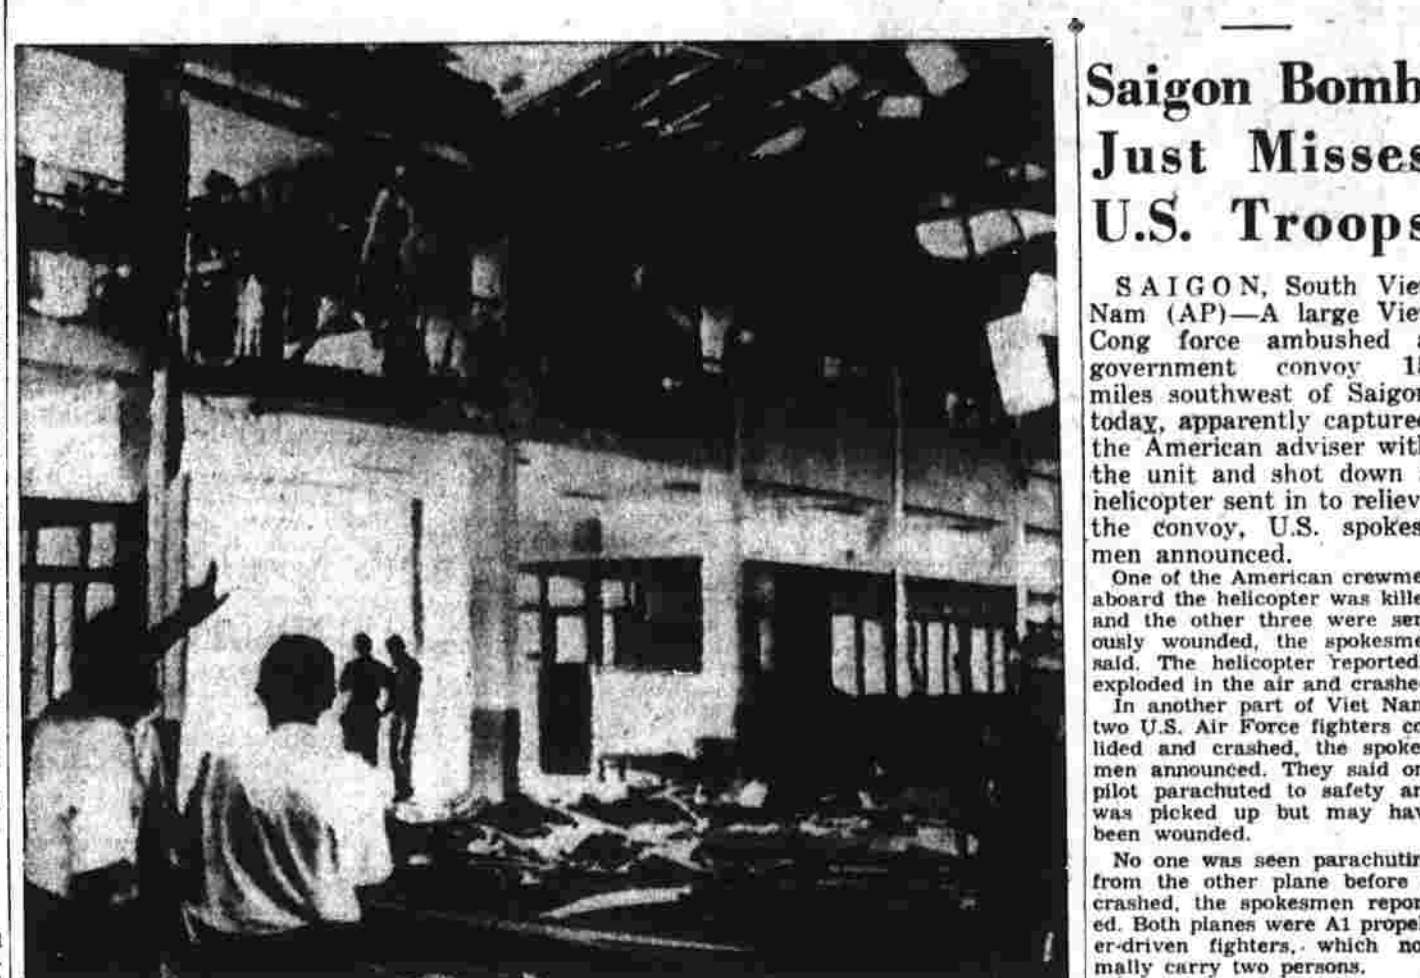 Saigon Bomb
Just Misses
U.S. Troops
SAIGON, South Vie
Nam (AP)—A large Vie
Cong force ambushed a
government convoy 1
miles southwest of Saigon
today, apparently captured
the American adviser with
the unit and shot down
helicopter sent in to reliev
the convoy, U.S. spokes
men announced.
One of the American crewme
aboard the helicopter was kille
and the other three were seri
ously wounded, the spokesme
said. The helicopter reported
exploded in the air and crashe
In another part of Viet Nam
two U.S. Air Force fighters co
lided and crashed, the spoke
men announced. They said on
pilot parachuted to safety an
was picked up but may hav
been wounded.
No one was seen parachutin
from the other plane before
crashed, the spokesmen repor
ed. Both planes were A1 propel
er-driven fighters, which no
mally carry two persons.